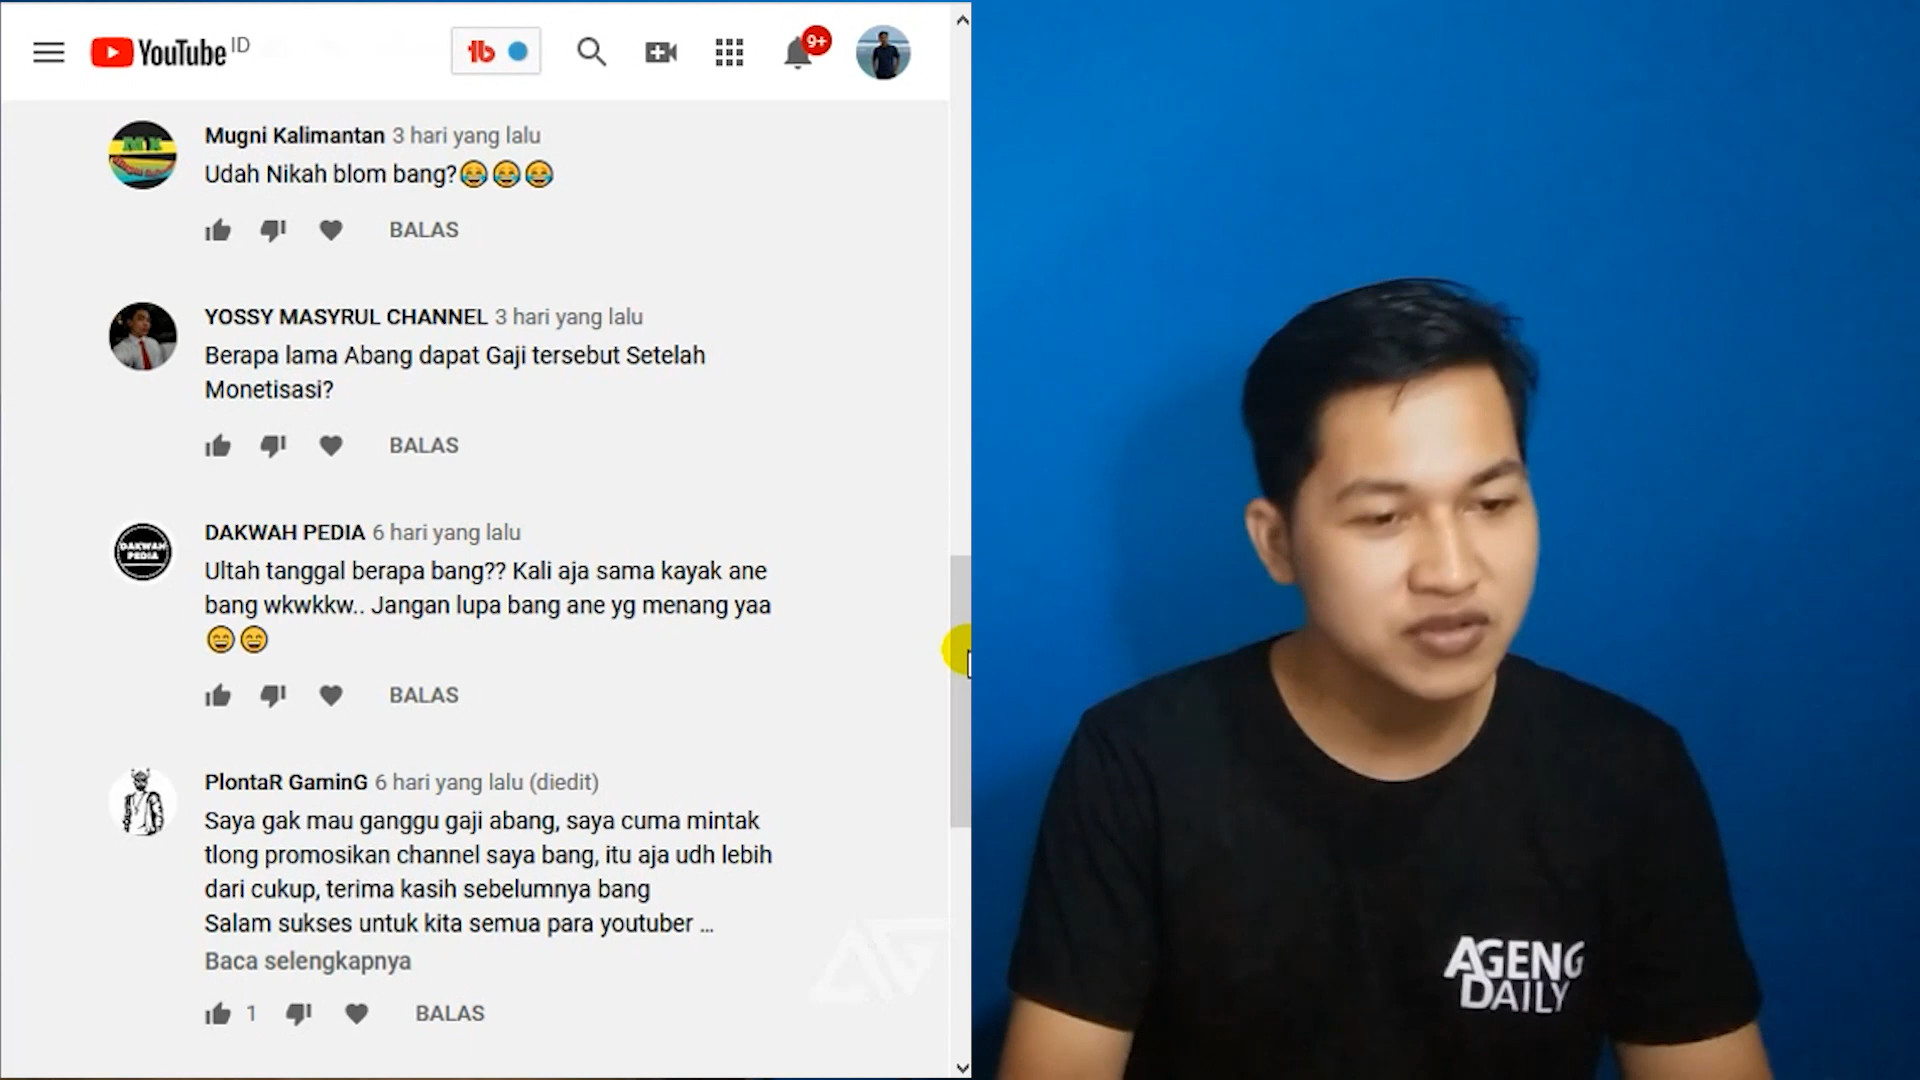 YouTube ID
tb
9+
MK
Mugni Kalimantan 3 hari yang lalu
Udah Nikah blom bang?😂😂😂
BALAS
YOSSY MASYRUL CHANNEL 3 hari yang lalu
Berapa lama Abang dapat Gaji tersebut Setelah
Monetisasi?
BALAS
DAKWAH
PEDIA
DAKWAH PEDIA 6 hari yang lalu
Ultah tanggal berapa bang?? Kali aja sama kayak ane
bang wkwkkw.. Jangan lupa bang ane yg menang yaa
😄😄
BALAS
PlontaR GaminG 6 hari yang lalu (diedit)
Saya gak mau ganggu gaji abang, saya cuma mintak
tlong promosikan channel saya bang, itu aja udh lebih
dari cukup, terima kasih sebelumnya bang
Salam sukses untuk kita semua para youtuber ...
Baca selengkapnya
1 BALAS
AG
AGENG
DAILY